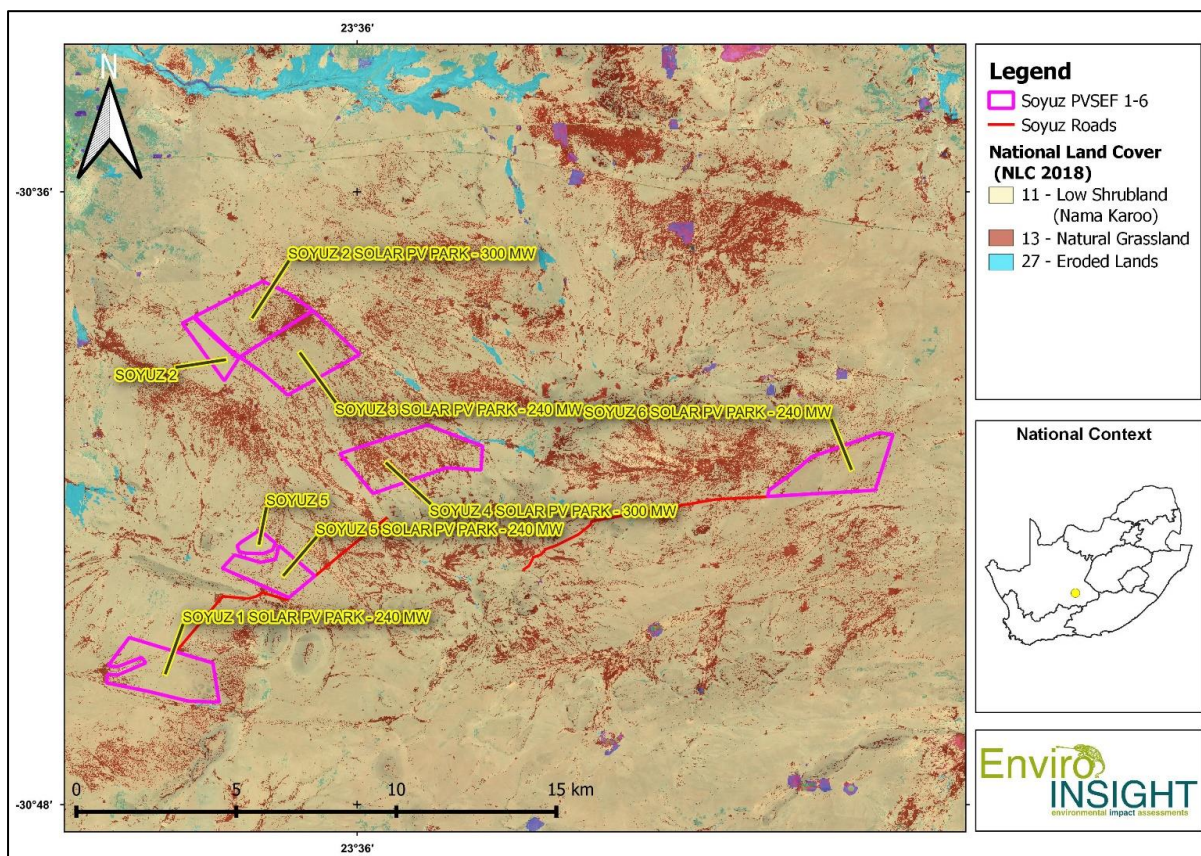 23°36'
N
-30°36'
SOYUZ 2 SOLAR PV PARK - 300 MW
SOYUZ 2
SOYUZ 3 SOLAR PV PARK - 240 MW
SOYUZ 6 SOLAR PV PARK - 240 MW
SOYUZ 4 SOLAR PV PARK - 300 MW
SOYUZ 5
SOYUZ 5 SOLAR PV PARK - 240 MW
SOYUZ 1 SOLAR PV PARK - 240 MW
-30°48'
0 5 10 15 km
23°36'
Legend
Soyuz PVSEF 1-6
Soyuz Roads
National Land Cover
(NLC 2018)
11 - Low Shrubland
(Nama Karoo)
13 - Natural Grassland
27 - Eroded Lands
National Context
Enviro
INSIGHT
environmental impact assessments